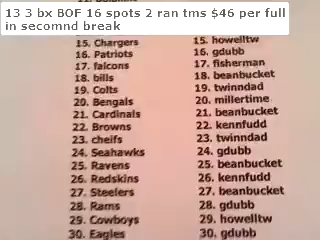 13 3 bx BOF 16 spots 2 ran tms $46 per full
in secomnd break
15. Chargers 15. howelltw
16. Patriots 16. gdubb
17. falcons 17. fisherman
18. bills 18. beanbucket
19. Colts 19. twinndad
20. Bengals 20. millertime
21. Cardinals 21. beanbucket
22. Browns 22. kennfudd
23. cheifs 23. twinndad
24. Seahawks 24. gdubb
25. Ravens 25. beanbucket
26. Redskins 26. kennfudd
27. Steelers 27. beanbucket
28. Rams 28. gdubb
29. Cowboys 29. howelltw
30. Eagles 30. gdubb